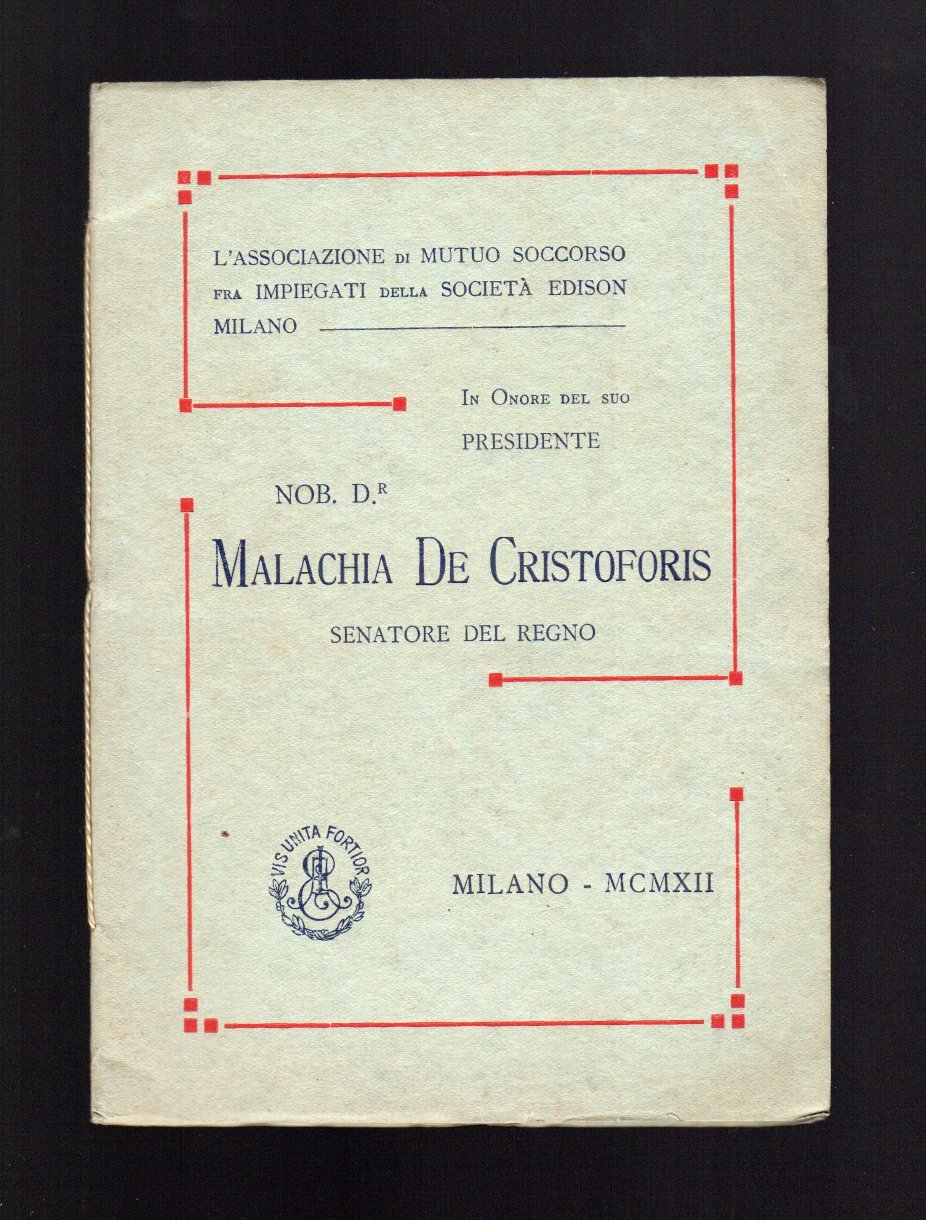 L'ASSOCIAZIONE DI MUTUO SOCCORSO
FRA IMPIEGATI DELLA SOCIETÀ EDISON
MILANO
IN ONORE DEL SUO
PRESIDENTE
NOB. D.R
MALACHIA DE CRISTOFORIS
SENATORE DEL REGNO
VIS UNITA FORTIOR
MILANO - MCMXII